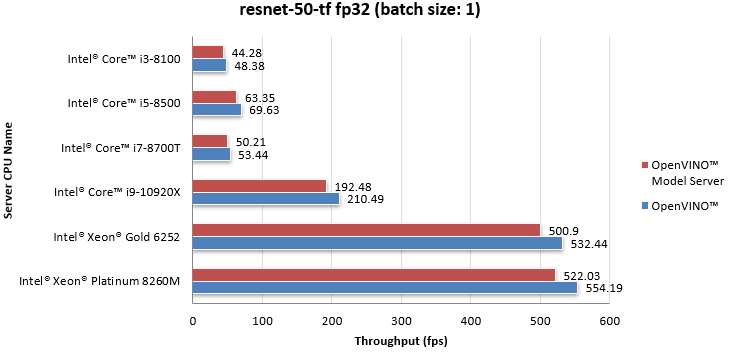 resnet-50-tf fp32 (batch size: 1)
Server CPU Name
Intel® Core™ i3-8100
44.28
48.38
Intel® Core™ i5-8500
63.35
69.63
Intel® Core™ i7-8700T
50.21
53.44
Intel® Core™ i9-10920X
192.48
210.49
Intel® Xeon® Gold 6252
500.9
532.44
Intel® Xeon® Platinum 8260M
522.03
554.19
0 100 200 300 400 500 600
Throughput (fps)
OpenVINO™
Model Server
OpenVINO™